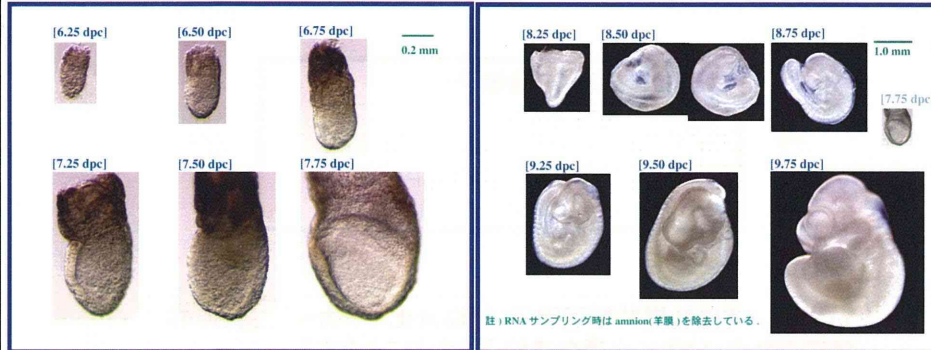 [6.25 dpc] [6.50 dpc] [6.75 dpc]
0.2 mm
[7.25 dpc] [7.50 dpc] [7.75 dpc]
[8.25 dpc] [8.50 dpc] [8.75 dpc]
1.0 mm
[7.75 dpc]
[9.25 dpc] [9.50 dpc] [9.75 dpc]
註 ) RNA サンプリング時は amnion(羊膜 )を除去している .